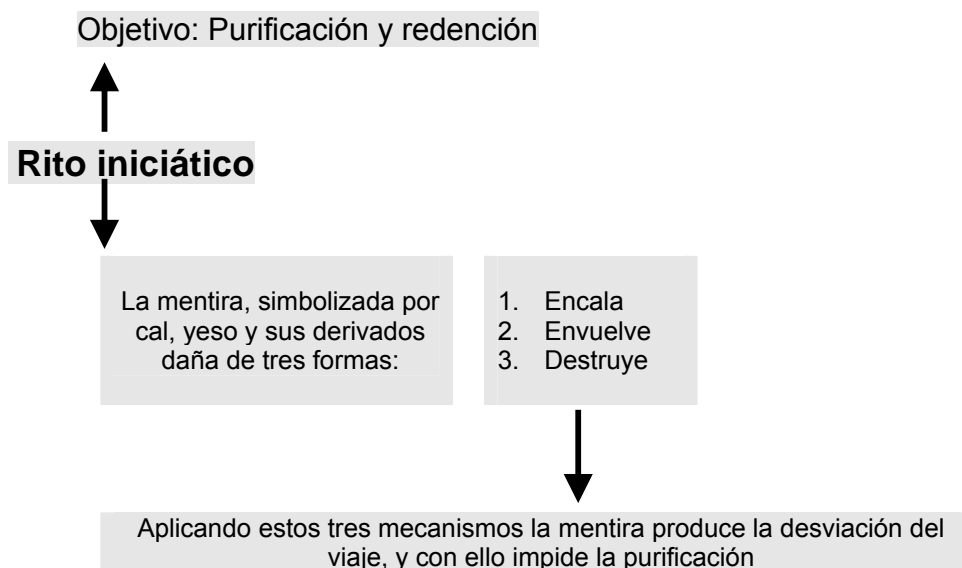 Objetivo: Purificación y redención
Rito iniciático
La mentira, simbolizada por
cal, yeso y sus derivados
daña de tres formas:
1. Encala
2. Envuelve
3. Destruye
Aplicando estos tres mecanismos la mentira produce la desviación del
viaje, y con ello impide la purificación